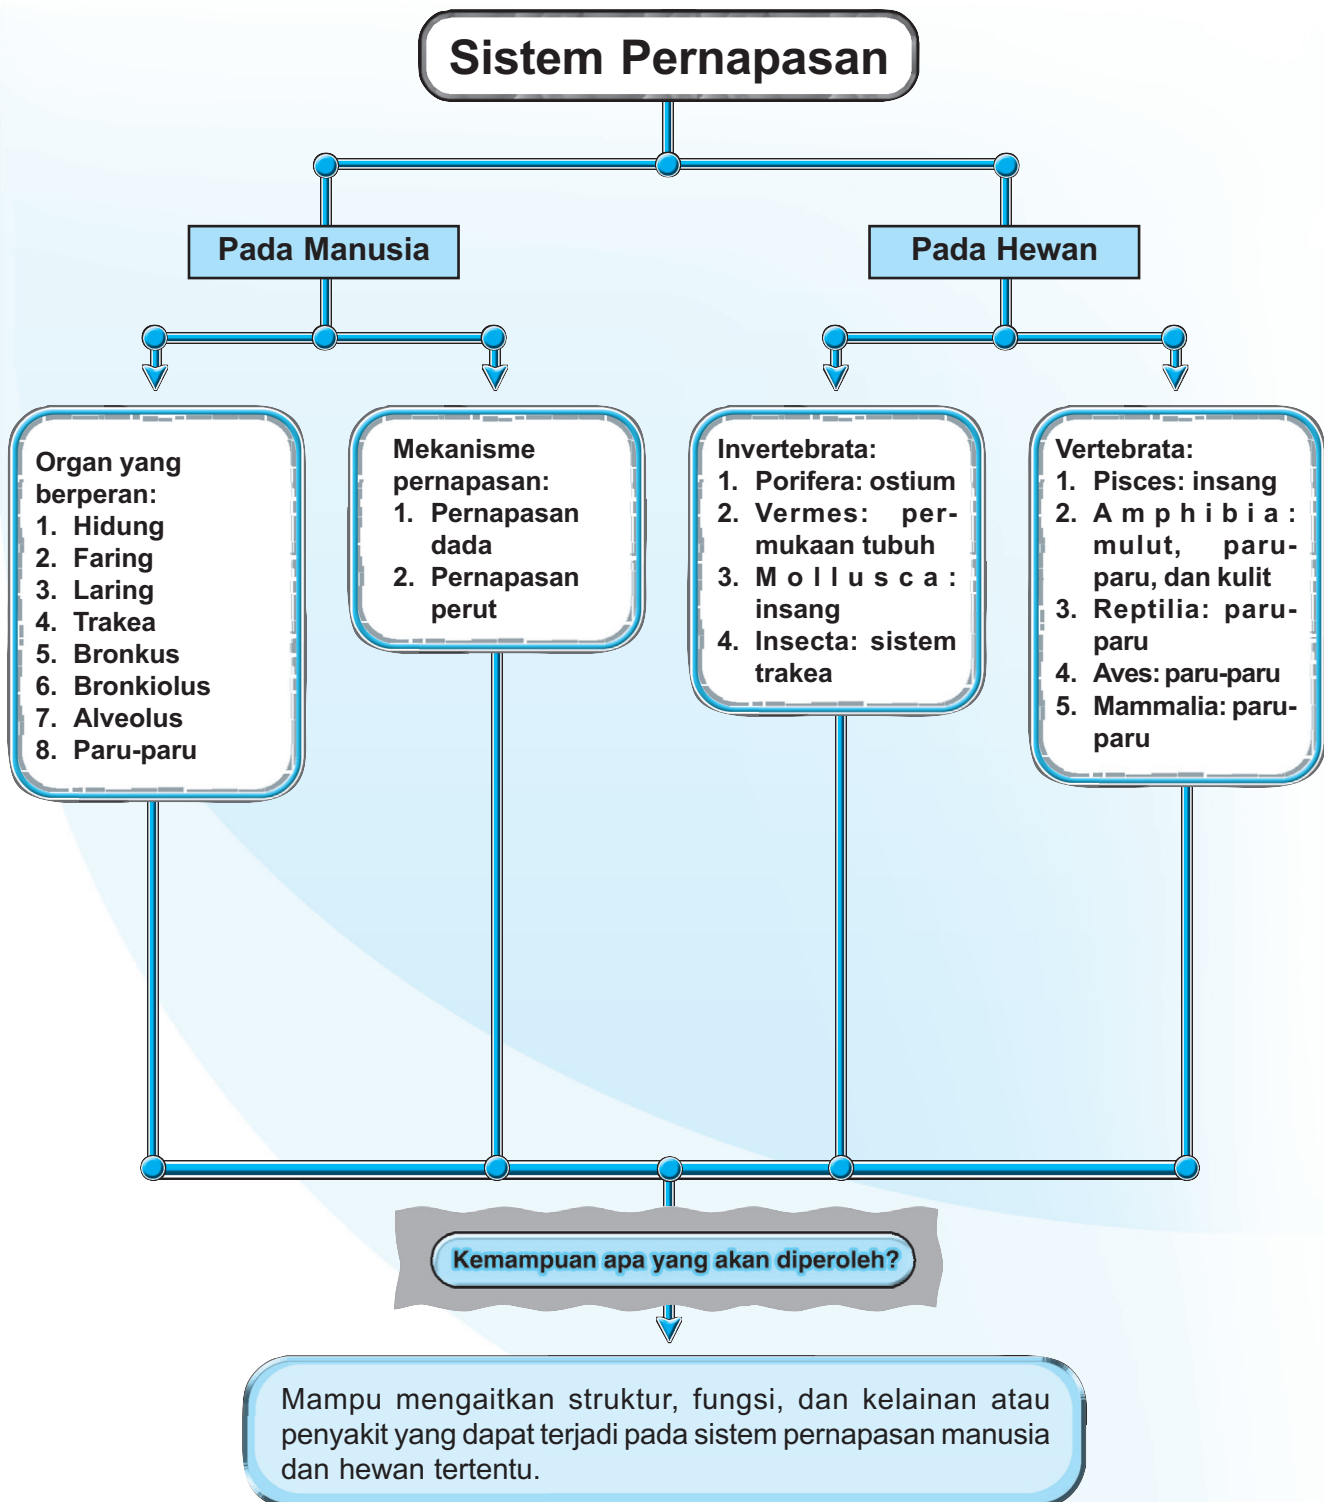 Sistem Pernapasan
Pada Manusia
Pada Hewan
Organ yang
berperan:
1. Hidung
2. Faring
3. Laring
4. Trakea
5. Bronkus
6. Bronkiolus
7. Alveolus
8. Paru-paru
Mekanisme
pernapasan:
1. Pernapasan
dada
2. Pernapasan
perut
Invertebrata:
1. Porifera: ostium
2. Vermes: per-
mukaan tubuh
3. Mollusca:
insang
4. Insecta: sistem
trakea
Vertebrata:
1. Pisces: insang
2. Amphibia:
mulut, paru-
paru, dan kulit
3. Reptilia: paru-
paru
4. Aves: paru-paru
5. Mammalia: paru-
paru
Kemampuan apa yang akan diperoleh?
Mampu mengaitkan struktur, fungsi, dan kelainan atau
penyakit yang dapat terjadi pada sistem pernapasan manusia
dan hewan tertentu.